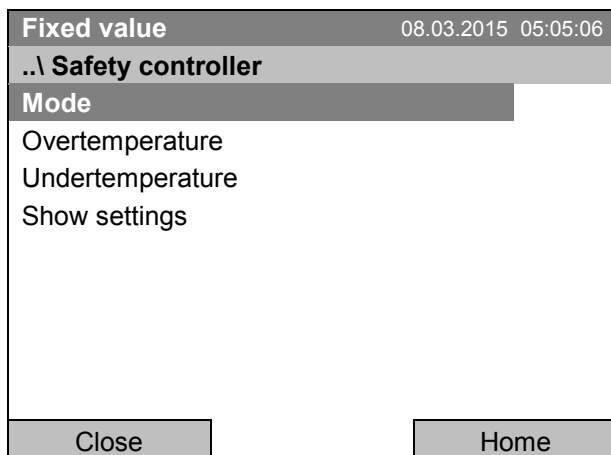 Fixed value 08.03.2015 05:05:06
..\ Safety controller
Mode
Overtemperature
Undertemperature
Show settings
Close Home